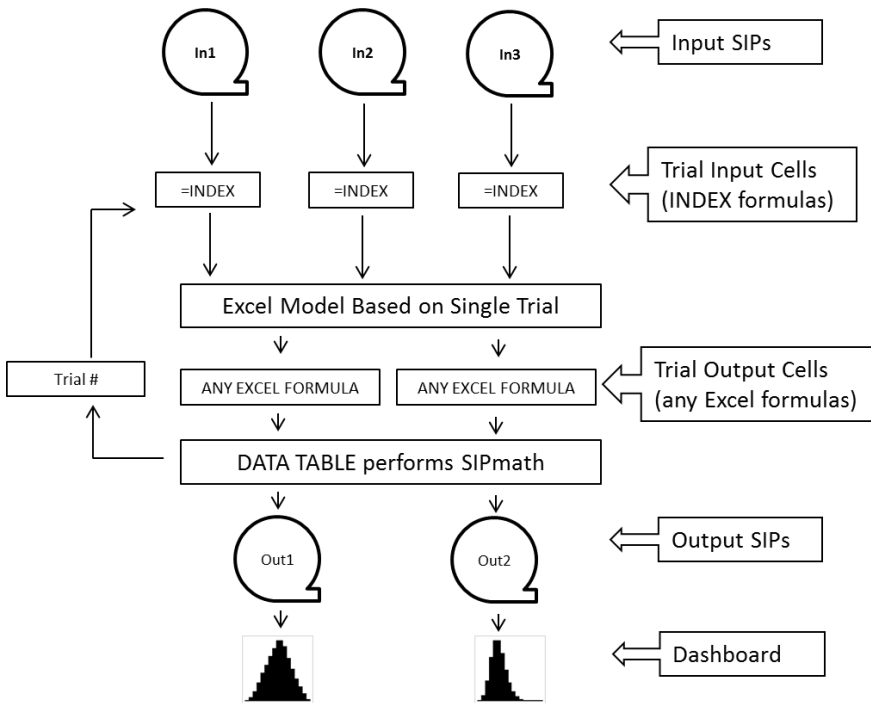 In1
In2
In3
Input SIPs
=INDEX
=INDEX
=INDEX
Trial Input Cells
(INDEX formulas)
Excel Model Based on Single Trial
Trial #
ANY EXCEL FORMULA
ANY EXCEL FORMULA
Trial Output Cells
(any Excel formulas)
DATA TABLE performs SIPmath
Out1
Out2
Output SIPs
Dashboard